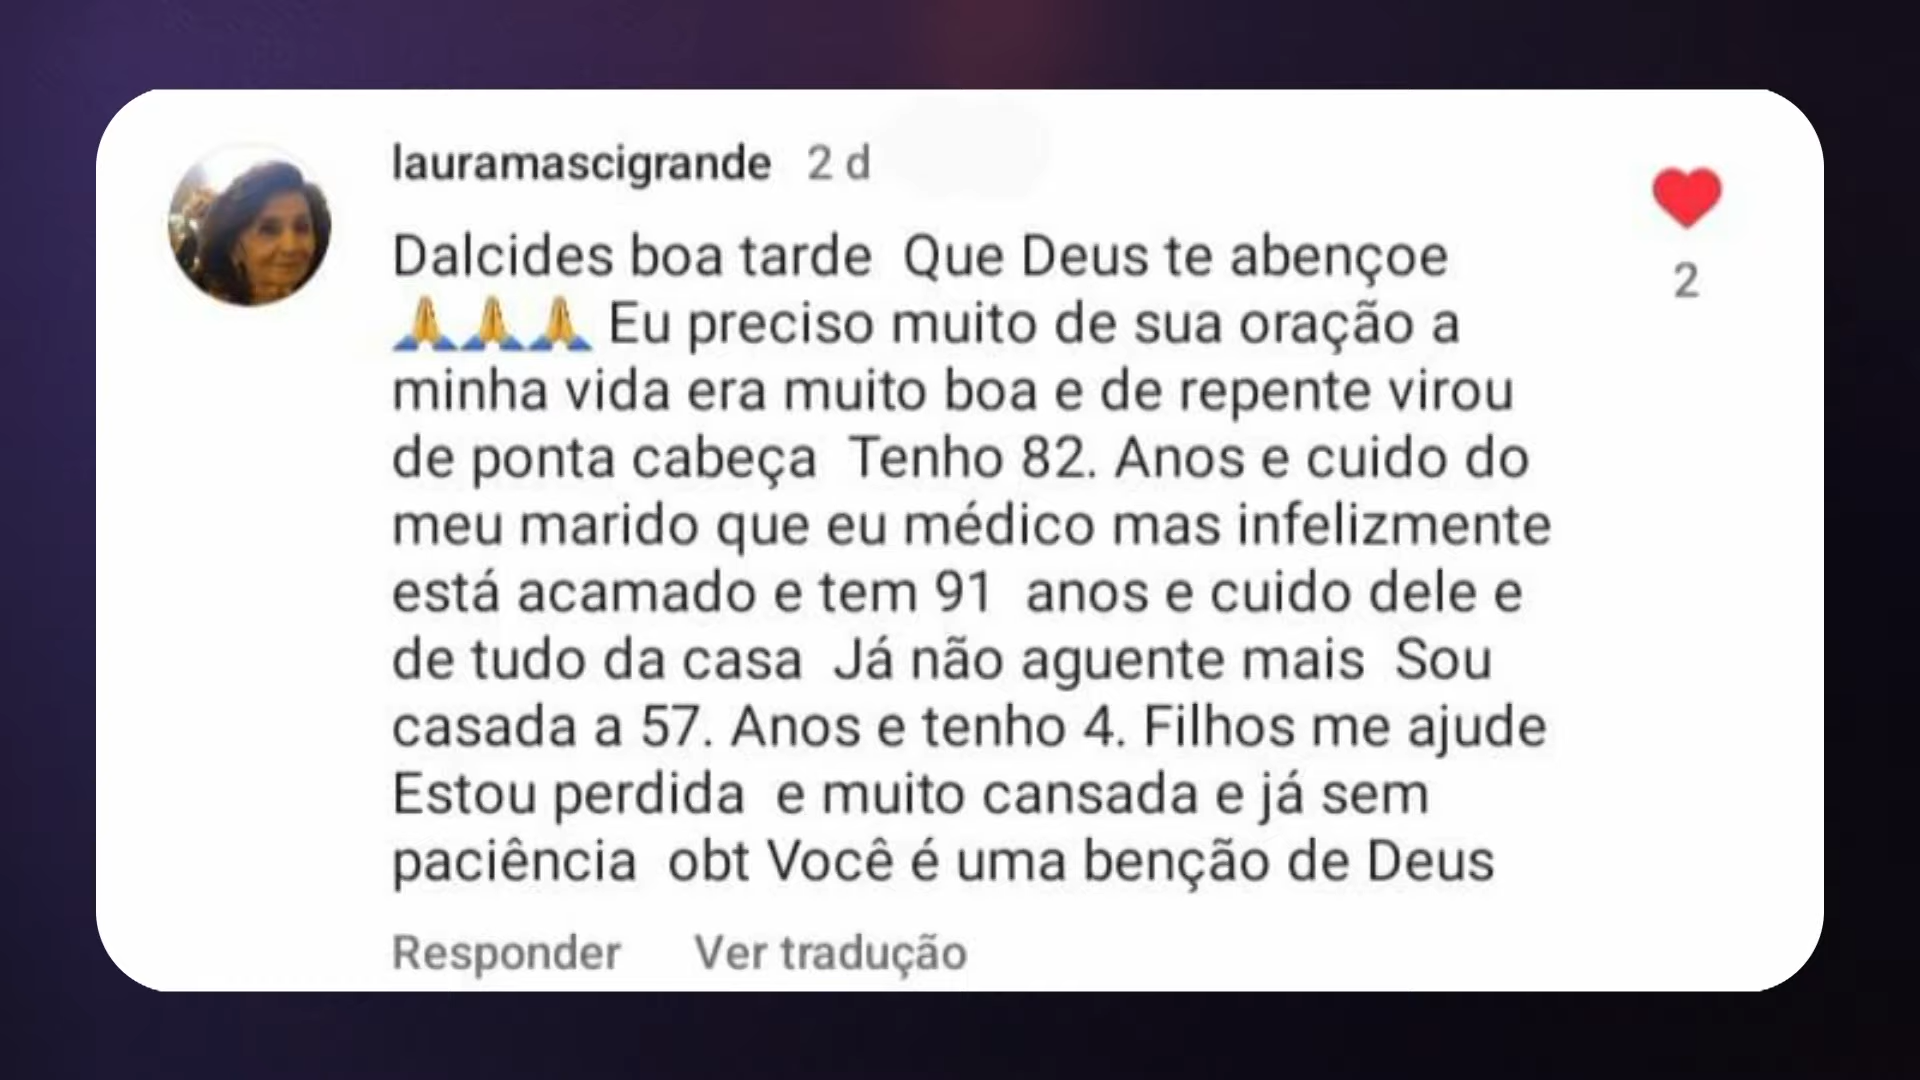 lauramascigrande 2 d
Dalcides boa tarde  Que Deus te abençoe
🙏🙏🙏 Eu preciso muito de sua oração a
minha vida era muito boa e de repente virou
de ponta cabeça  Tenho 82. Anos e cuido do
meu marido que eu médico mas infelizmente
está acamado e tem 91  anos e cuido dele e
de tudo da casa  Já não aguente mais  Sou
casada a 57. Anos e tenho 4. Filhos me ajude
Estou perdida  e muito cansada e já sem
paciência  obt Você é uma benção de Deus
2
Responder Ver tradução